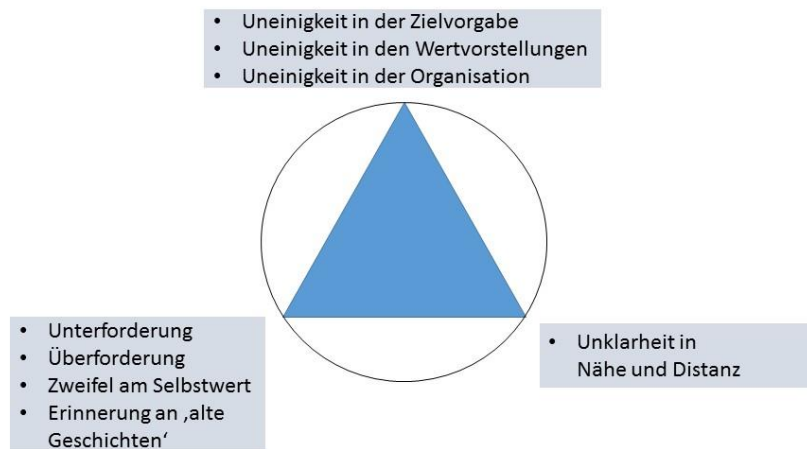 • Uneinigkeit in der Zielvorgabe
• Uneinigkeit in den Wertvorstellungen
• Uneinigkeit in der Organisation
• Unterforderung
• Überforderung
• Zweifel am Selbstwert
• Erinnerung an ‚alte
Geschichten‘
• Unklarheit in
Nähe und Distanz